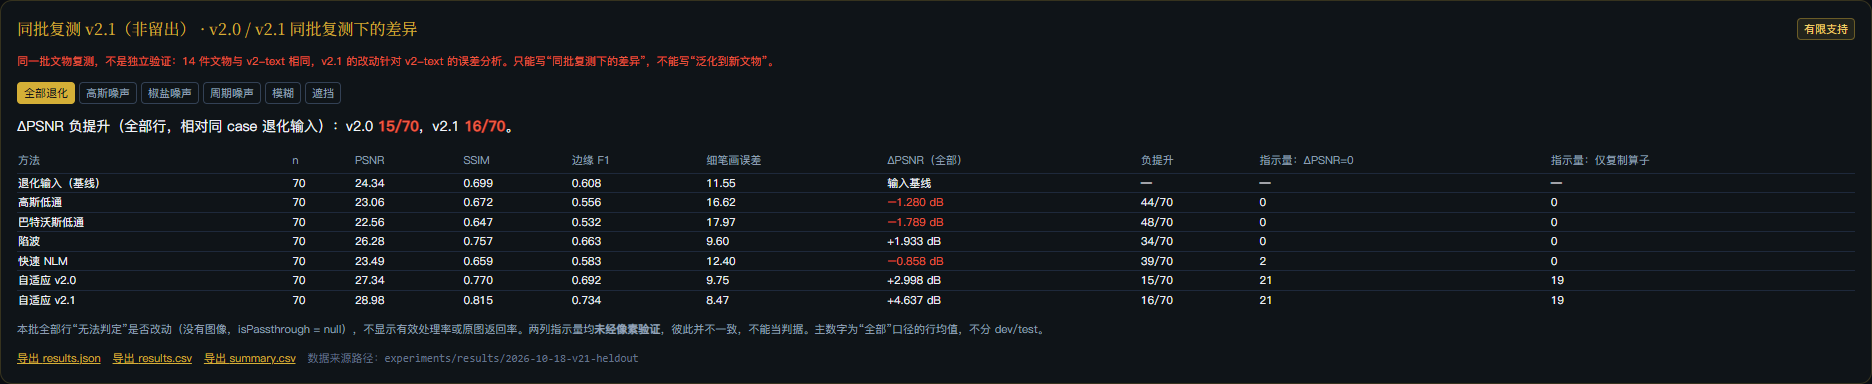 同批复测 v2.1（非留出） · v2.0 / v2.1 同批复测下的差异
有限支持
同一批文物复测，不是独立验证：14 件文物与 v2-text 相同，v2.1 的改动针对 v2-text 的误差分析。只能写“同批复测下的差异”，不能写“泛化到新文物”。
全部退化 高斯噪声 椒盐噪声 周期噪声 模糊 遮挡
ΔPSNR 负提升（全部行，相对同 case 退化输入）：v2.0 15/70，v2.1 16/70。
方法 n PSNR SSIM 边缘 F1 细笔画误差 ΔPSNR（全部） 负提升 指示量：ΔPSNR=0 指示量：仅复制算子
退化输入（基线） 70 24.34 0.699 0.608 11.55 输入基线 — — —
高斯低通 70 23.06 0.672 0.556 16.62 −1.280 dB 44/70 0 0
巴特沃斯低通 70 22.56 0.647 0.532 17.97 −1.789 dB 48/70 0 0
陷波 70 26.28 0.757 0.663 9.60 +1.933 dB 34/70 0 0
快速 NLM 70 23.49 0.659 0.583 12.40 −0.858 dB 39/70 2 0
自适应 v2.0 70 27.34 0.770 0.692 9.75 +2.998 dB 15/70 21 19
自适应 v2.1 70 28.98 0.815 0.734 8.47 +4.637 dB 16/70 21 19
本批全部行“无法判定”是否改动（没有图像，isPassthrough = null），不显示有效处理率或原图返回率。两列指示量均未经像素验证，彼此并不一致，不能当判据。主数字为“全部”口径的行均值，不分 dev/test。
导出 results.json 导出 results.csv 导出 summary.csv 数据来源路径：experiments/results/2026-10-18-v21-heldout